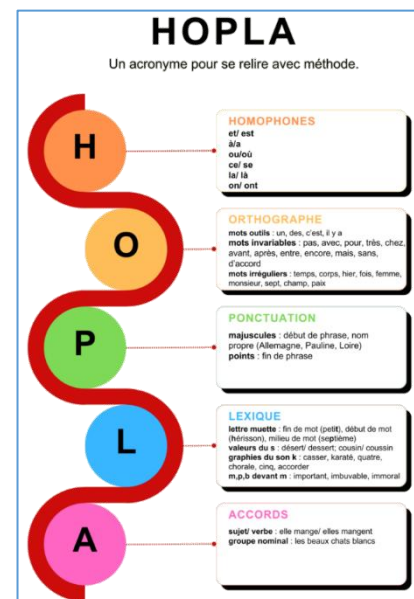 HOPLA
Un acronyme pour se relire avec méthode.
H
HOMOPHONES
et/ est
à/a
ou/où
ce/ se
la/ là
on/ ont
O
ORTHOGRAPHE
mots outils : un, des, c'est, il y a
mots invariables : pas, avec, pour, très, chez,
avant, après, entre, encore, mais, sans,
d'accord
mots irréguliers : temps, corps, hier, fois, femme,
monsieur, sept, champ, paix
P
PONCTUATION
majuscules : début de phrase, nom
propre (Allemagne, Pauline, Loire)
points : fin de phrase
L
LEXIQUE
lettre muette : fin de mot (petit), début de mot
(hérisson), milieu de mot (septième)
valeurs du s : désert/ dessert; cousin/ coussin
graphies du son k : casser, karaté, quatre,
chorale, cinq, accorder
m,p,b devant m : important, imbuvable, immoral
A
ACCORDS
sujet/ verbe : elle mange/ elles mangent
groupe nominal : les beaux chats blancs